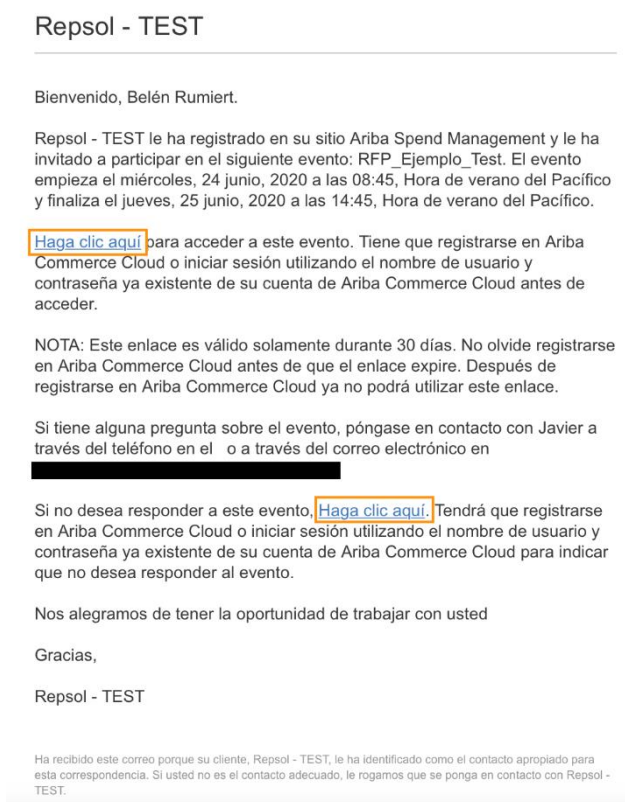 Repsol - TEST
Bienvenido, Belén Rumiert.
Repsol - TEST le ha registrado en su sitio Ariba Spend Management y le ha
invitado a participar en el siguiente evento: RFP_Ejemplo_Test. El evento
empieza el miércoles, 24 junio, 2020 a las 08:45, Hora de verano del Pacífico
y finaliza el jueves, 25 junio, 2020 a las 14:45, Hora de verano del Pacífico.
Haga clic aquí para acceder a este evento. Tiene que registrarse en Ariba
Commerce Cloud o iniciar sesión utilizando el nombre de usuario y
contraseña ya existente de su cuenta de Ariba Commerce Cloud antes de
acceder.
NOTA: Este enlace es válido solamente durante 30 días. No olvide registrarse
en Ariba Commerce Cloud antes de que el enlace expire. Después de
registrarse en Ariba Commerce Cloud ya no podrá utilizar este enlace.
Si tiene alguna pregunta sobre el evento, póngase en contacto con Javier a
través del teléfono en el o a través del correo electrónico en
Si no desea responder a este evento, Haga clic aquí. Tendrá que registrarse
en Ariba Commerce Cloud o iniciar sesión utilizando el nombre de usuario y
contraseña ya existente de su cuenta de Ariba Commerce Cloud para indicar
que no desea responder al evento.
Nos alegramos de tener la oportunidad de trabajar con usted
Gracias,
Repsol - TEST
Ha recibido este correo porque su cliente, Repsol - TEST, le ha identificado como el contacto apropiado para
esta correspondencia. Si usted no es el contacto adecuado, le rogamos que se ponga en contacto con Repsol -
TEST.